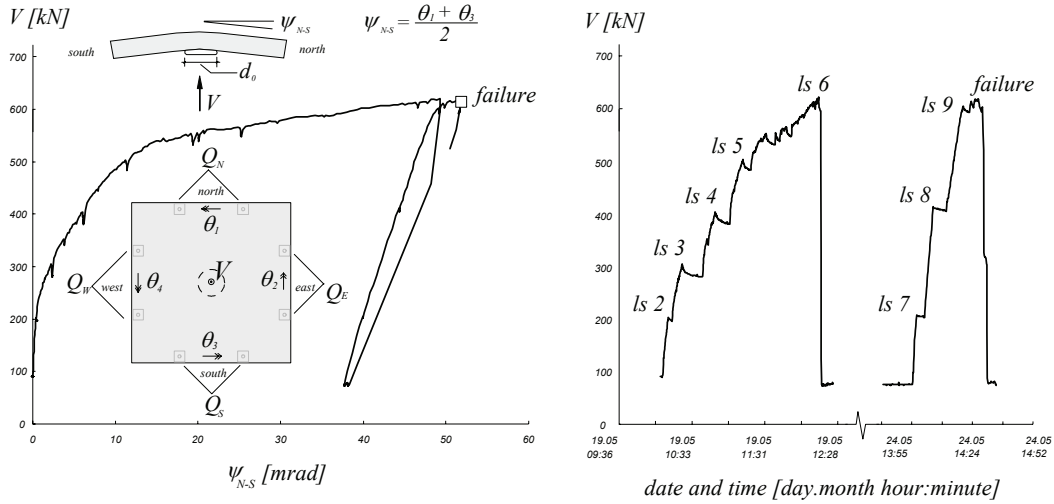 V [kN]
ψN-S
ψN-S = θ1 + θ3 / 2
south
north
d0
V
failure
700
600
500
400
300
200
100
0
QN
north
θ1
QW
west
θ4
V
θ2
east
QE
θ3
south
QS
0 10 20 30 40 50 60
ψN-S [mrad]
V [kN]
700
600
500
400
300
200
100
0
ls 2
ls 3
ls 4
ls 5
ls 6
ls 7
ls 8
ls 9
failure
19.05 19.05 19.05 19.05 24.05 24.05 24.05
09:36 10:33 11:31 12:28 13:55 14:24 14:52
date and time [day.month hour:minute]